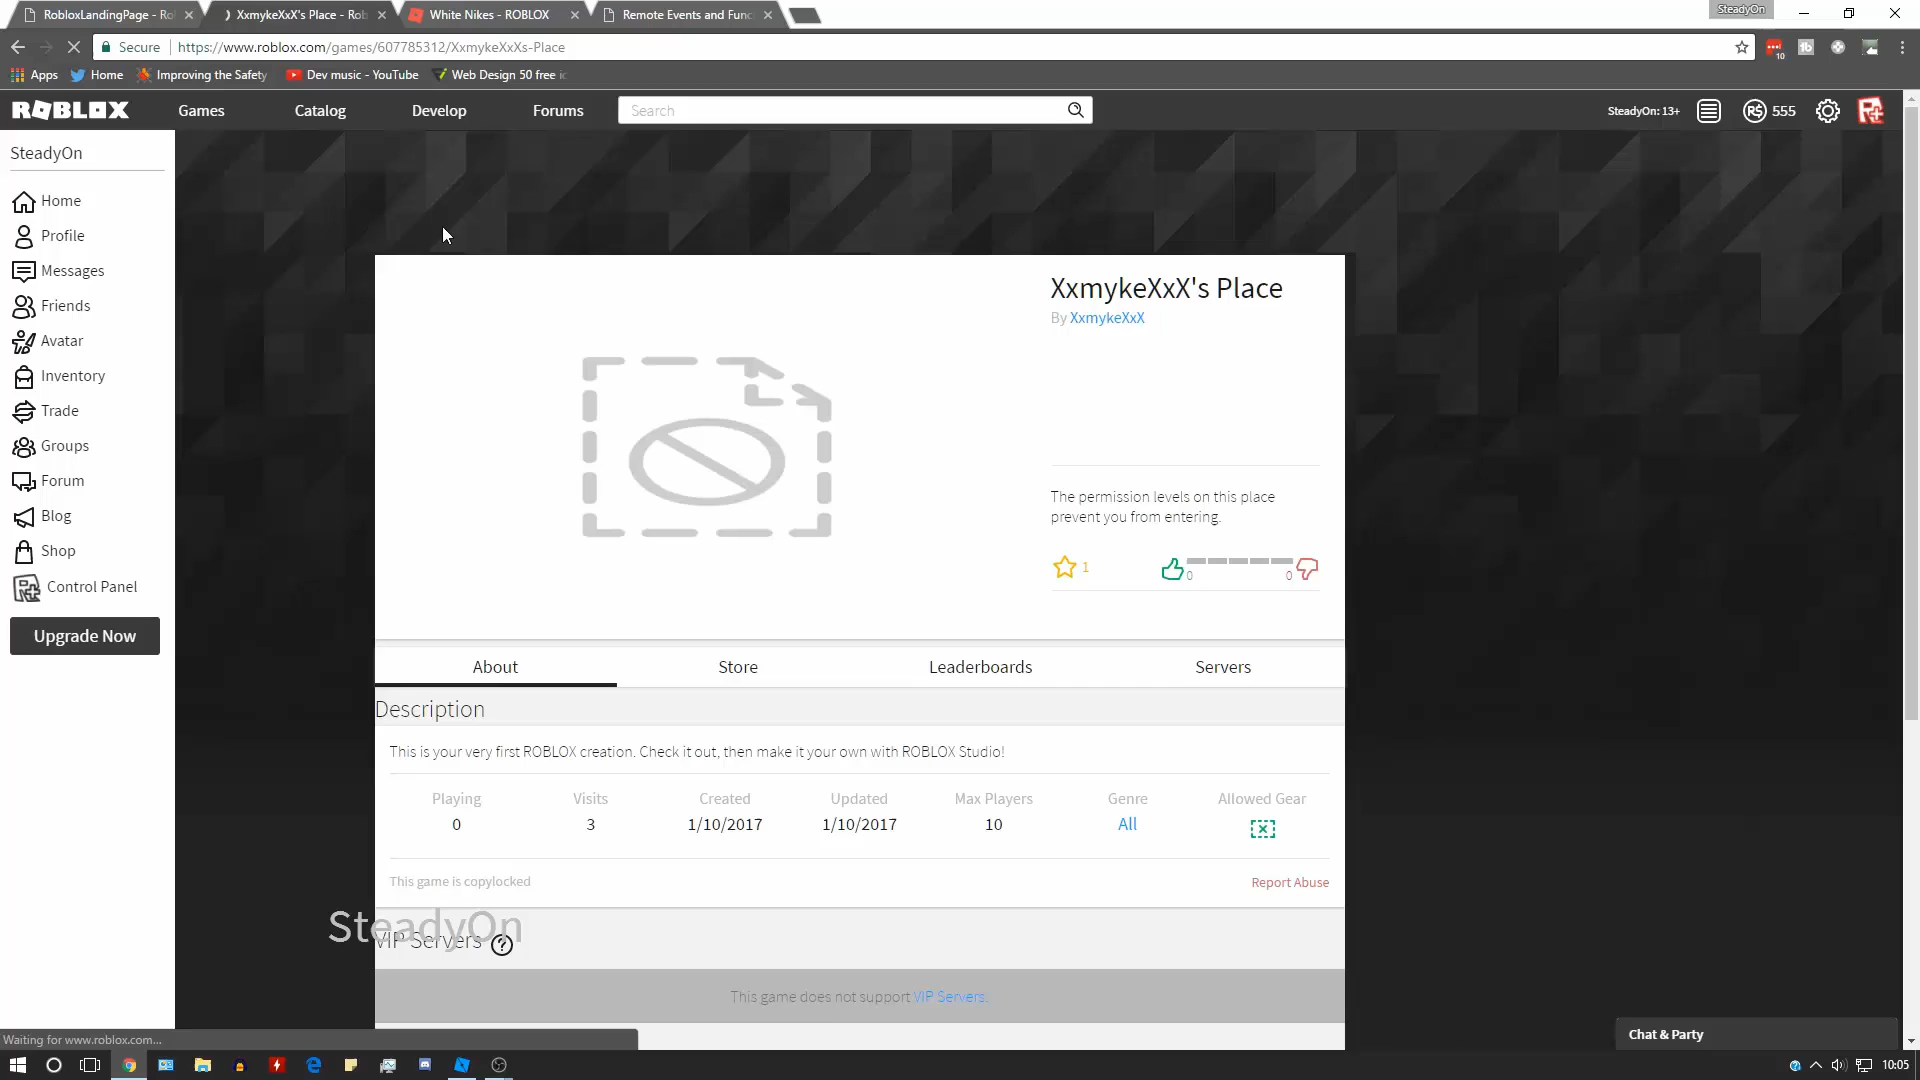 RobloxLandingPage - Ro
XxmykeXxX's Place - Rob
White Nikes - ROBLOX
Remote Events and Func
SteadyOn
Secure
https://www.roblox.com/games/607785312/XxmykeXxXs-Place
10
Apps
Home
Improving the Safety
Dev music - YouTube
Web Design 50 free ic
ROBLOX
Games
Catalog
Develop
Forums
Search
SteadyOn: 13+
R$ 555
SteadyOn
Home
Profile
Messages
Friends
Avatar
Inventory
Trade
Groups
Forum
Blog
Shop
Control Panel
Upgrade Now
XxmykeXxX's Place
By XxmykeXxX
The permission levels on this place
prevent you from entering.
1
0
0
About
Store
Leaderboards
Servers
Description
This is your very first ROBLOX creation. Check it out, then make it your own with ROBLOX Studio!
Playing
Visits
Created
Updated
Max Players
Genre
Allowed Gear
0
3
1/10/2017
1/10/2017
10
All
This game is copylocked
Report Abuse
SteadyOn
VIP Servers ?
This game does not support VIP Servers.
Waiting for www.roblox.com...
Chat & Party
10:05